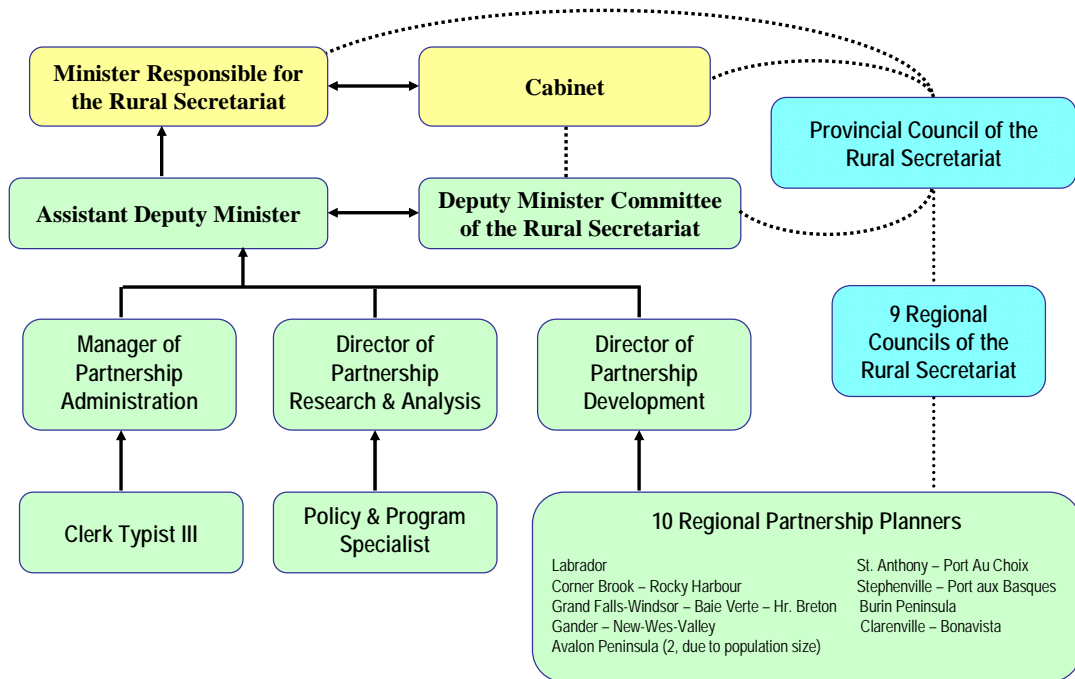 Minister Responsible for
the Rural Secretariat
Cabinet
Provincial Council of the
Rural Secretariat
Assistant Deputy Minister
Deputy Minister Committee
of the Rural Secretariat
9 Regional
Councils of the
Rural Secretariat
Manager of
Partnership
Administration
Director of
Partnership
Research & Analysis
Director of
Partnership
Development
Clerk Typist III
Policy & Program
Specialist
10 Regional Partnership Planners
Labrador
Corner Brook – Rocky Harbour
Grand Falls-Windsor – Baie Verte – Hr. Breton
Gander – New-Wes-Valley
Avalon Peninsula (2, due to population size)
St. Anthony – Port Au Choix
Stephenville – Port aux Basques
Burin Peninsula
Clarenville – Bonavista